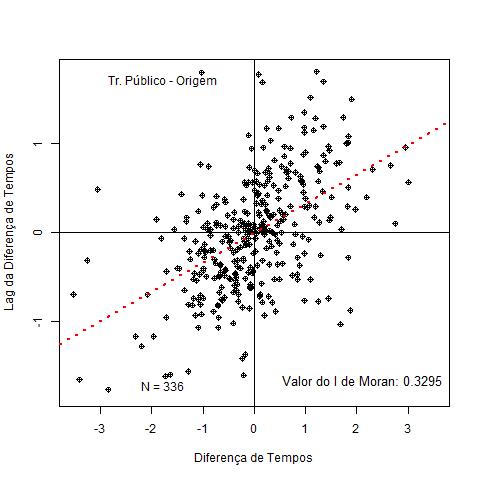 Tr. Público - Origem
Lag da Diferença de Tempos
1
0
-1
N = 336
Valor do I de Moran: 0.3295
-3 -2 -1 0 1 2 3
Diferença de Tempos